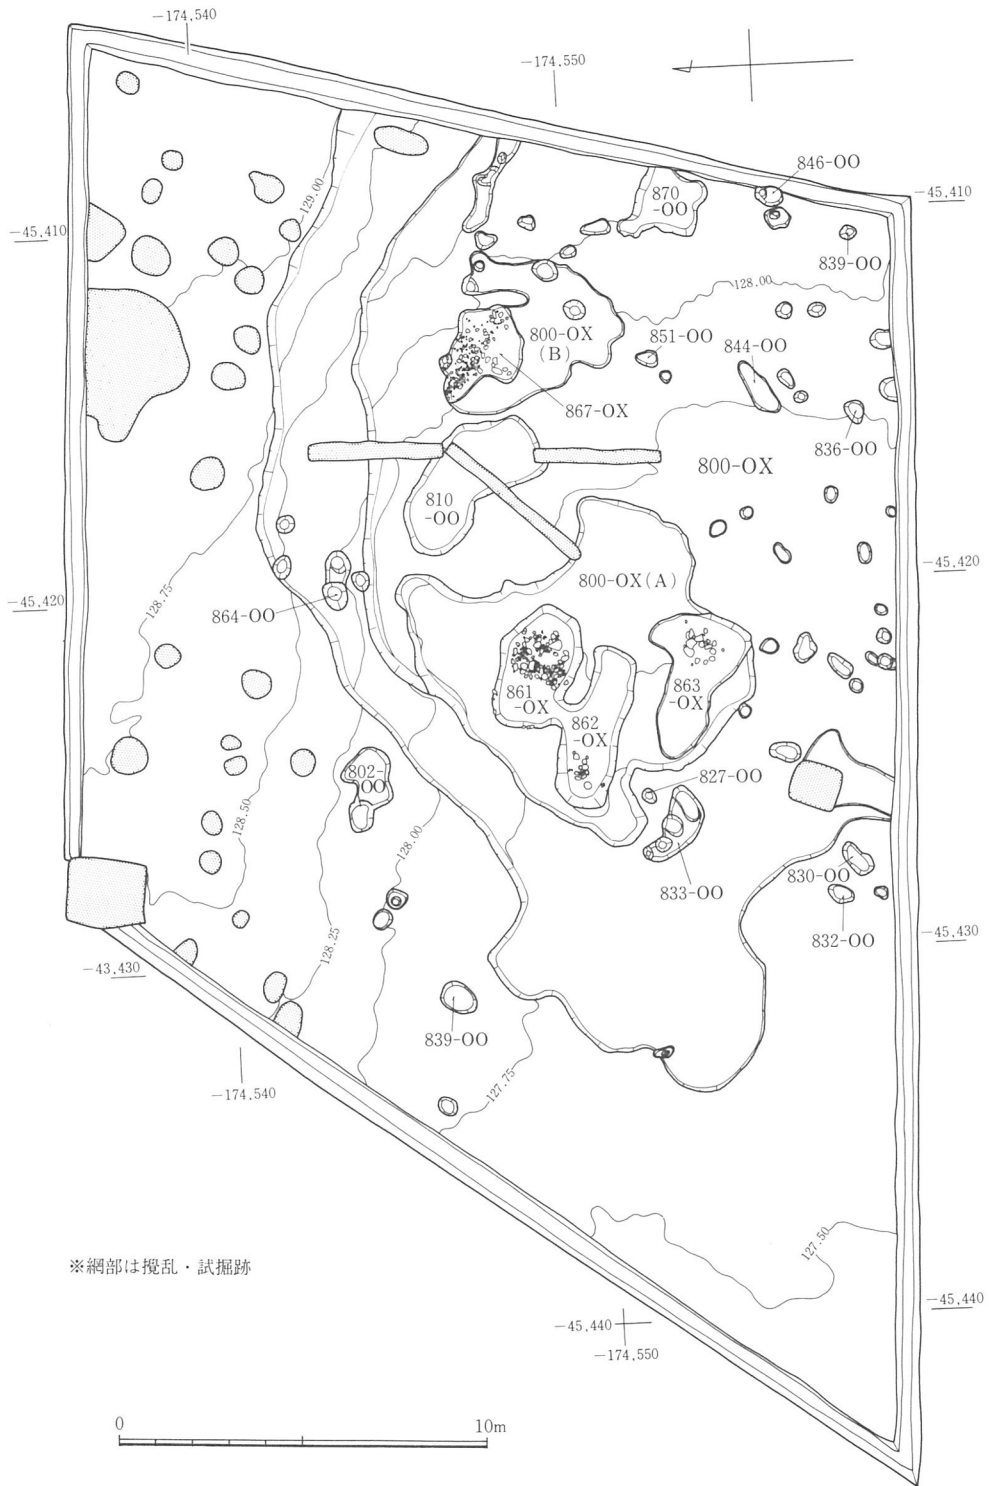 -174,540
-174,550
846-OO
-45,410
870
-OO
129.00
-45,410
839-OO
128.00
800-OX
(B)
851-OO
844-OO
867-OX
836-OO
800-OX
810
-OO
-45,420
800-OX(A)
128.75
-45,420
864-OO
861
-OX
863
-OX
862
-OX
802-
OO
827-OO
128.50
128.00
833-OO
830-OO
832-OO
-45,430
128.25
-43,430
839-OO
127.75
-174,540
127.50
※網部は攪乱・試掘跡
-45,440
-45,440
-174,550
0 10m